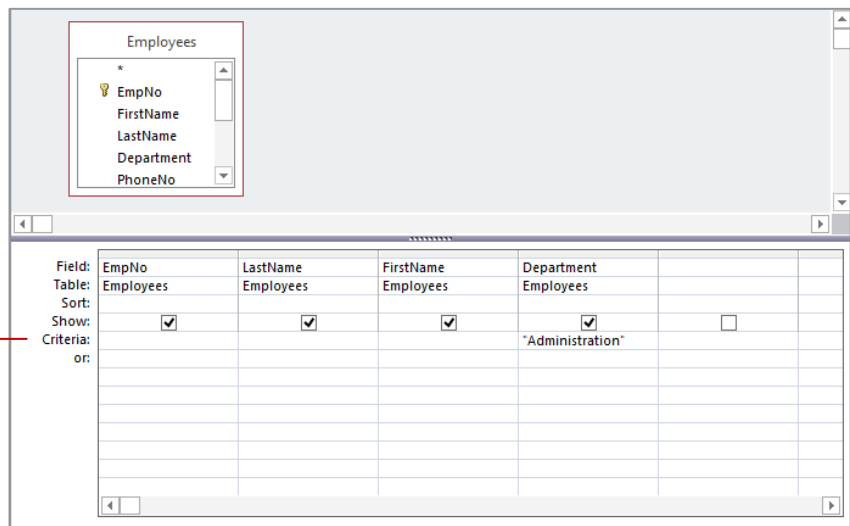 Employees
*
EmpNo
FirstName
LastName
Department
PhoneNo
Field: EmpNo LastName FirstName Department
Table: Employees Employees Employees Employees
Sort:
Show:
Criteria: "Administration"
or: